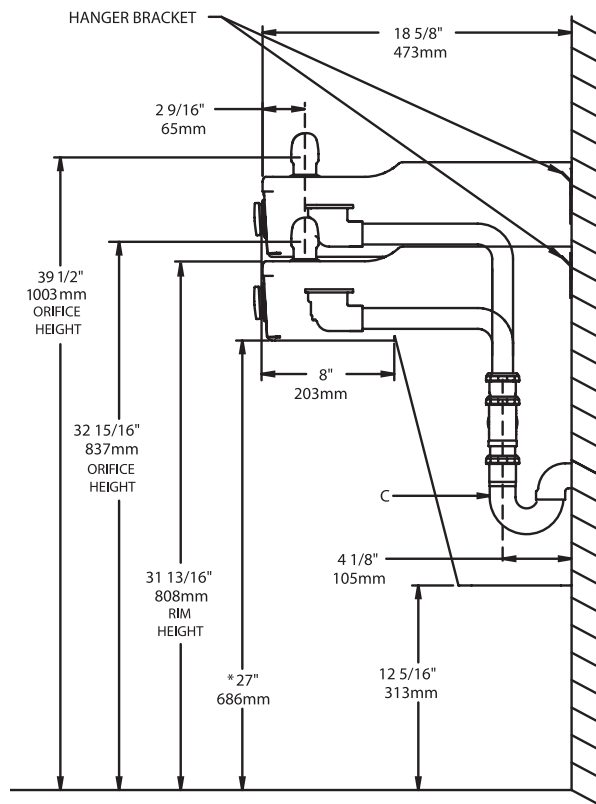 HANGER BRACKET
18 5/8"
473mm
2 9/16"
65mm
39 1/2"
1003mm
ORIFICE
HEIGHT
8"
203mm
32 15/16"
837mm
ORIFICE
HEIGHT
C
4 1/8"
105mm
31 13/16"
808mm
RIM
HEIGHT
*27"
686mm
12 5/16"
313mm